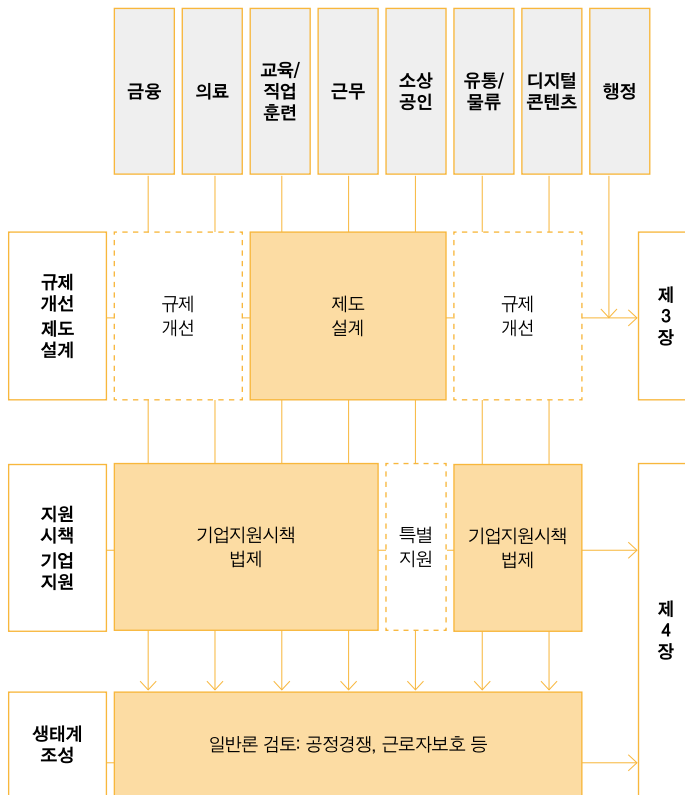 금융
의료
교육/
직업
훈련
근무
소상
공인
유통/
물류
디지털
콘텐츠
행정
규제
개선
제도
설계
규제
개선
제도
설계
규제
개선
제
3
장
지원
시책
기업
지원
기업지원시책
법제
특별
지원
기업지원시책
법제
제
4
장
생태계
조성
일반론 검토: 공정경쟁, 근로자보호 등